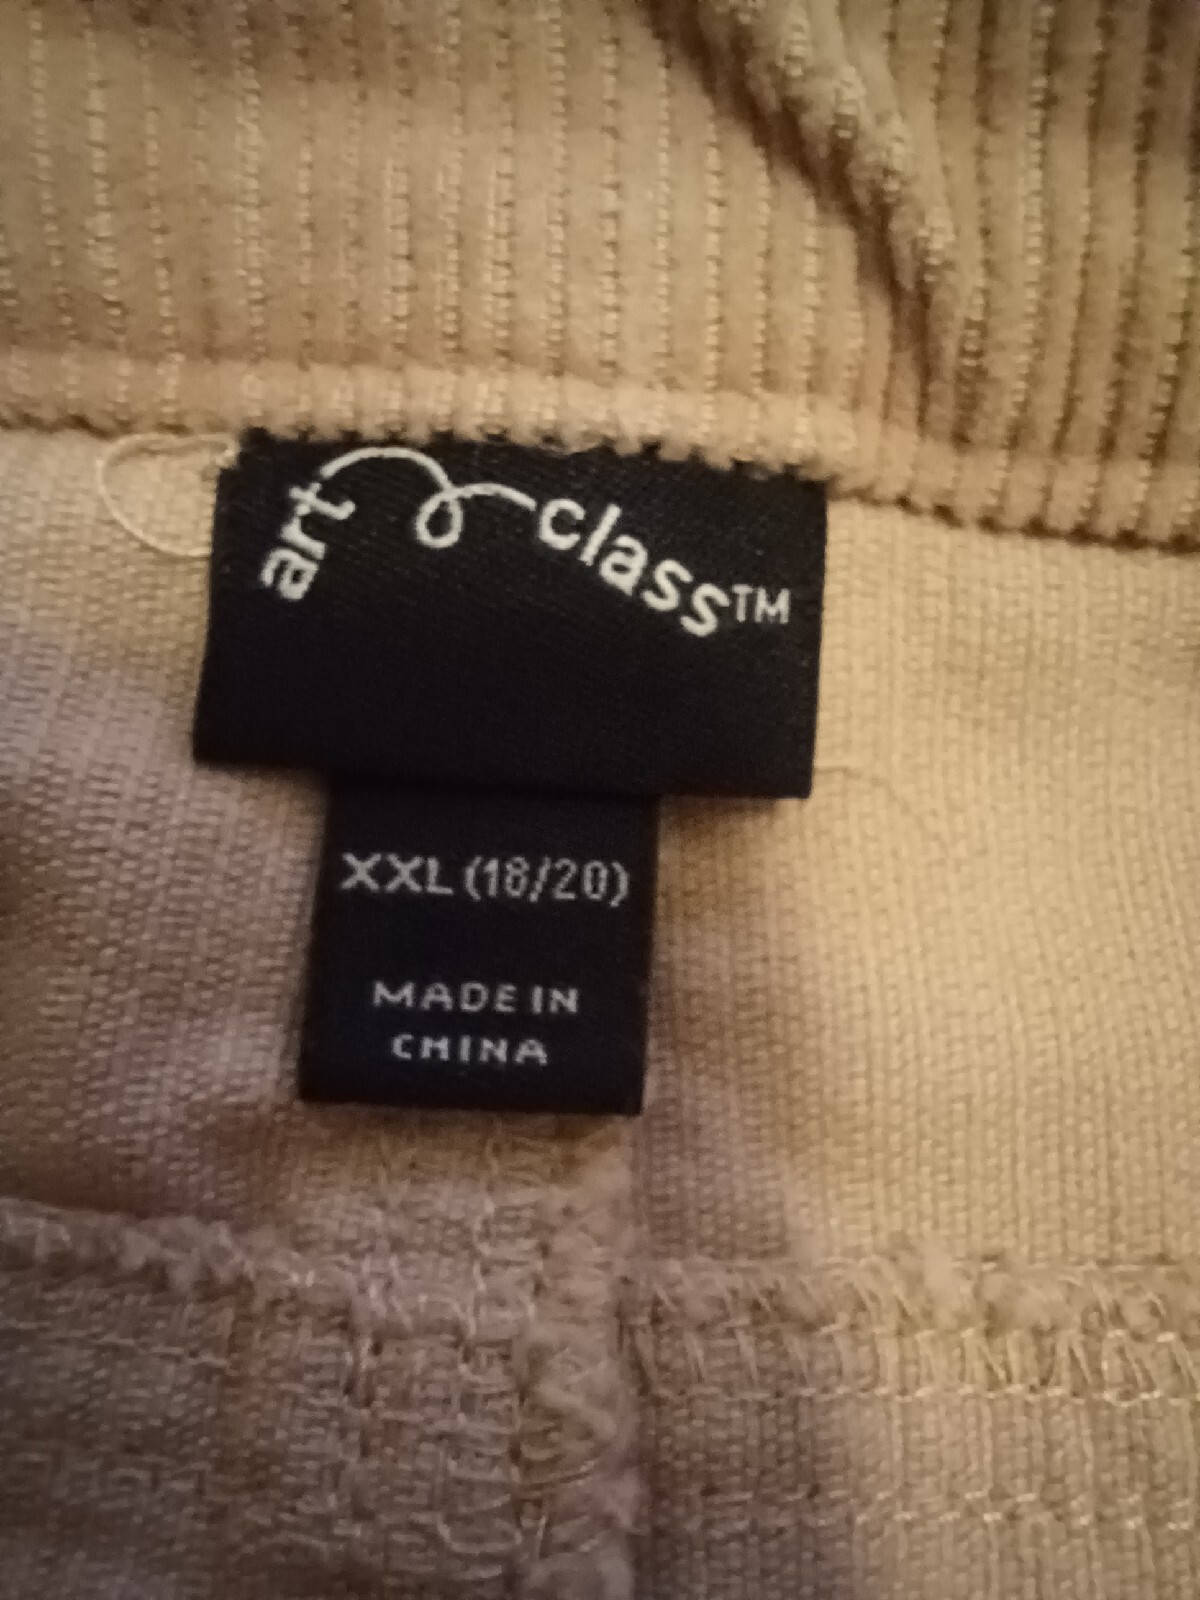 art class™
XXL (18/20)
MADE IN
CHINA